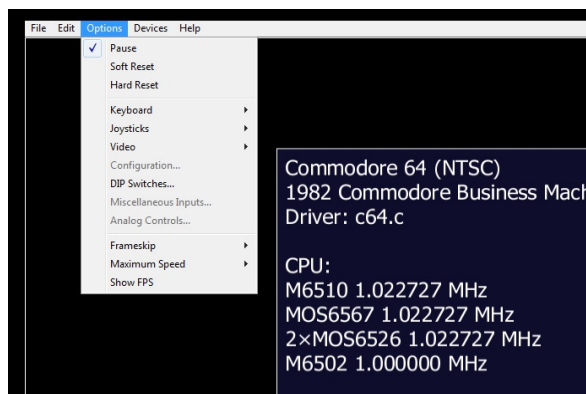 File Edit Options Devices Help
Pause
Soft Reset
Hard Reset
Keyboard
Joysticks
Video
Configuration...
DIP Switches...
Miscellaneous Inputs...
Analog Controls...
Frameskip
Maximum Speed
Show FPS
Commodore 64 (NTSC)
1982 Commodore Business Mach
Driver: c64.c
CPU:
M6510 1.022727 MHz
MOS6567 1.022727 MHz
2×MOS6526 1.022727 MHz
M6502 1.000000 MHz